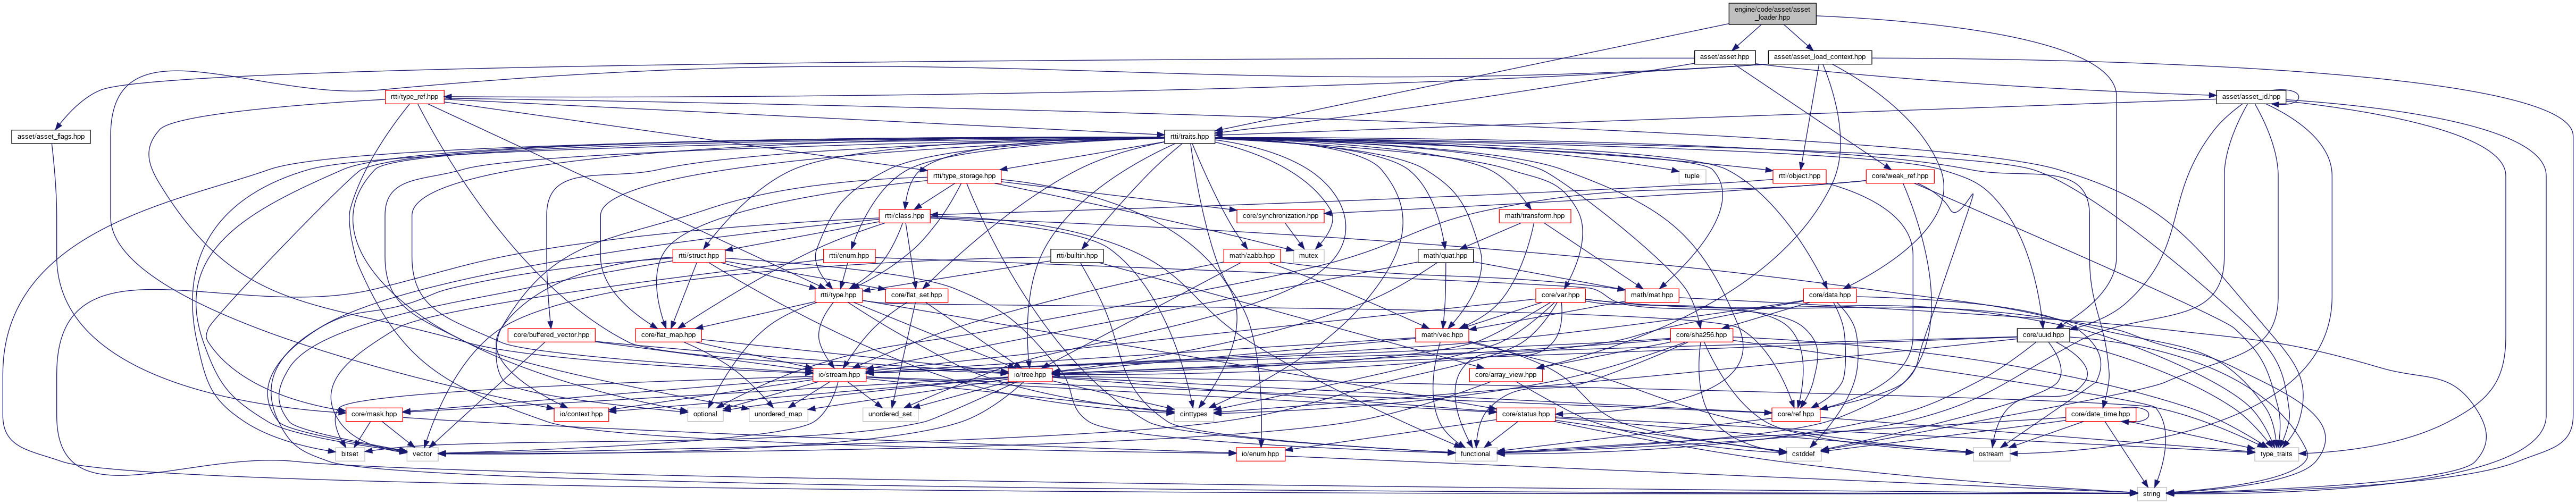 engine/code/asset/asset
_loader.hpp
asset/asset.hpp
asset/asset_load_context.hpp
rtti/type_ref.hpp
asset/asset_id.hpp
asset/asset_flags.hpp
rtti/traits.hpp
rtti/type_storage.hpp
tuple
rtti/object.hpp
core/weak_ref.hpp
rtti/class.hpp
core/synchronization.hpp
math/transform.hpp
rtti/struct.hpp
rtti/enum.hpp
rtti/builtin.hpp
math/aabb.hpp
mutex
math/quat.hpp
rtti/type.hpp
core/flat_set.hpp
core/var.hpp
math/mat.hpp
core/data.hpp
core/buffered_vector.hpp
core/flat_map.hpp
math/vec.hpp
core/sha256.hpp
core/uuid.hpp
io/stream.hpp
io/tree.hpp
core/array_view.hpp
core/mask.hpp
io/context.hpp
optional
unordered_map
unordered_set
cinttypes
core/status.hpp
core/ref.hpp
core/date_time.hpp
bitset
vector
io/enum.hpp
functional
cstddef
ostream
type_traits
string